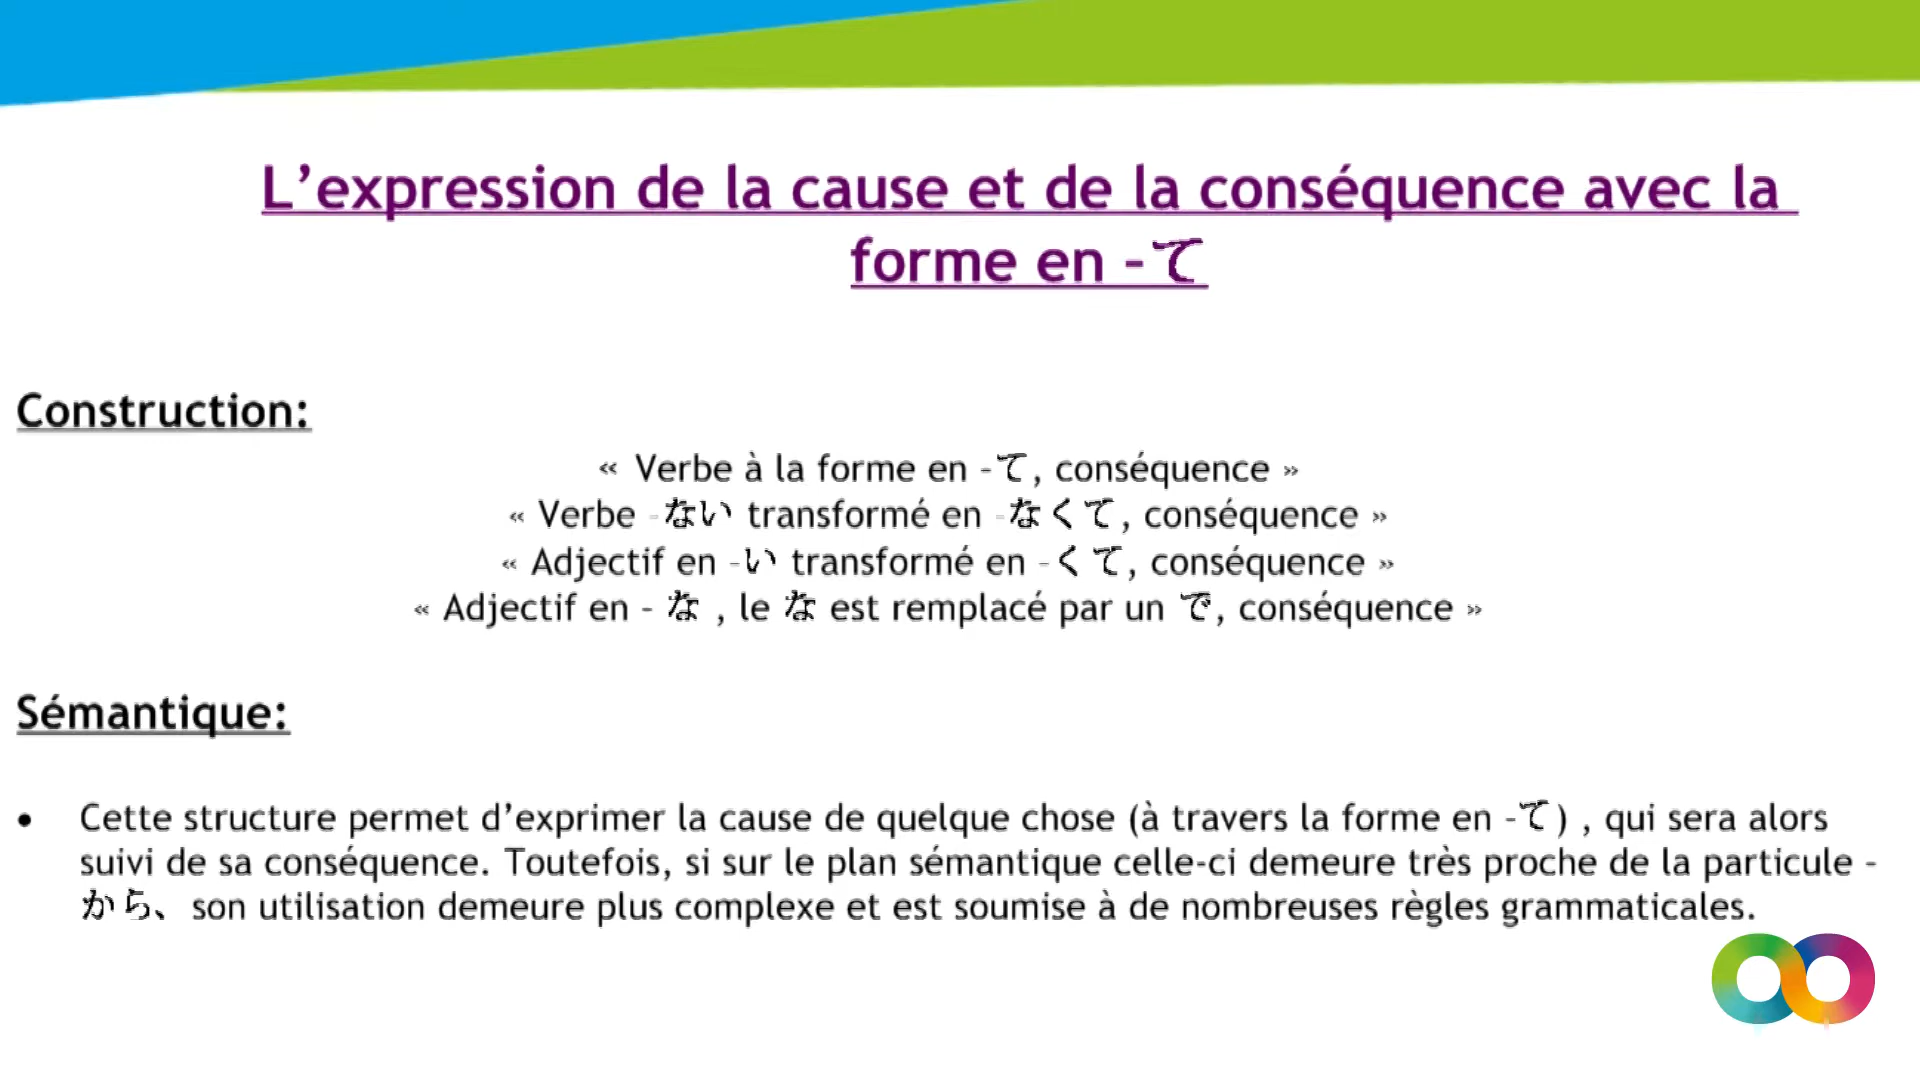 L’expression de la cause et de la conséquence avec la
forme en –て
Construction:
« Verbe à la forme en -て, conséquence »
« Verbe -ない transformé en -なくて, conséquence »
« Adjectif en -い transformé en -くて, conséquence »
« Adjectif en - な , le な est remplacé par un で, conséquence »
Sémantique:
• Cette structure permet d’exprimer la cause de quelque chose (à travers la forme en -て) , qui sera alors
suivi de sa conséquence. Toutefois, si sur le plan sémantique celle-ci demeure très proche de la particule -
から、 son utilisation demeure plus complexe et est soumise à de nombreuses règles grammaticales.